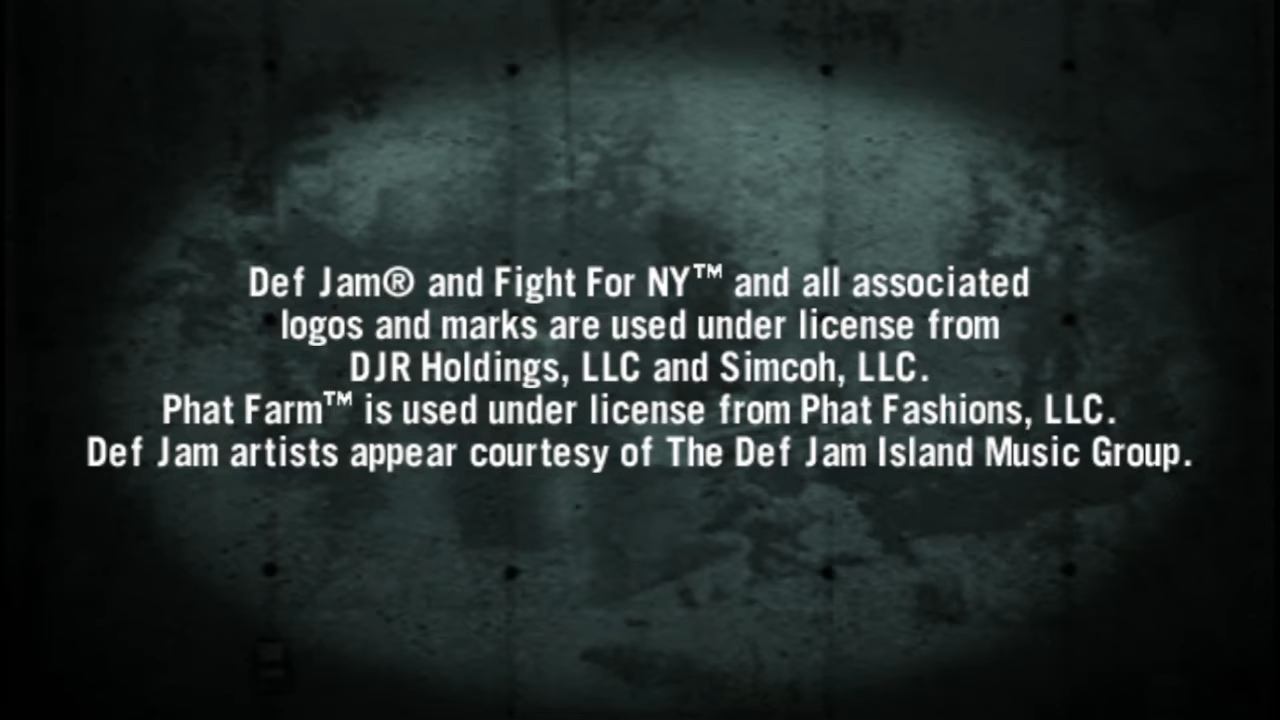 Def Jam® and Fight For NY™ and all associated
logos and marks are used under license from
DJR Holdings, LLC and Simcoh, LLC.
Phat Farm™ is used under license from Phat Fashions, LLC.
Def Jam artists appear courtesy of The Def Jam Island Music Group.